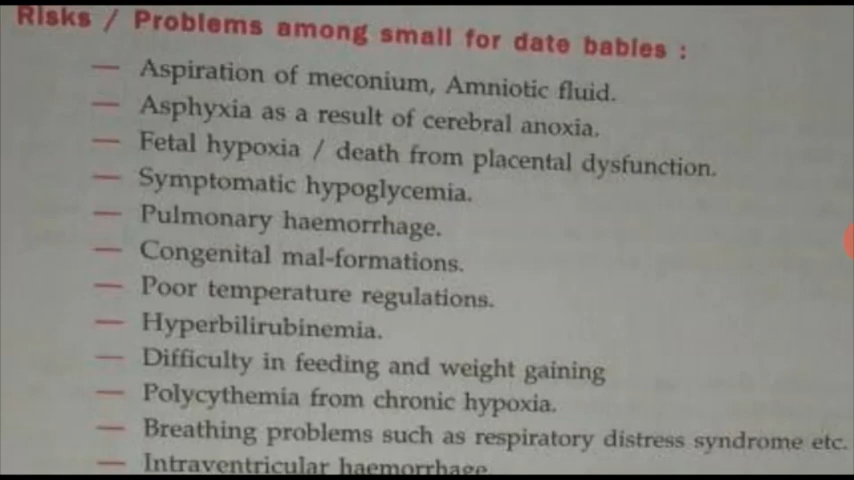 Risks / Problems among small for date babies :
— Aspiration of meconium, Amniotic fluid.
— Asphyxia as a result of cerebral anoxia.
— Fetal hypoxia / death from placental dysfunction.
— Symptomatic hypoglycemia.
— Pulmonary haemorrhage.
— Congenital mal-formations.
— Poor temperature regulations.
— Hyperbilirubinemia.
— Difficulty in feeding and weight gaining
— Polycythemia from chronic hypoxia.
— Breathing problems such as respiratory distress syndrome etc.
— Intraventricular haemorrhage